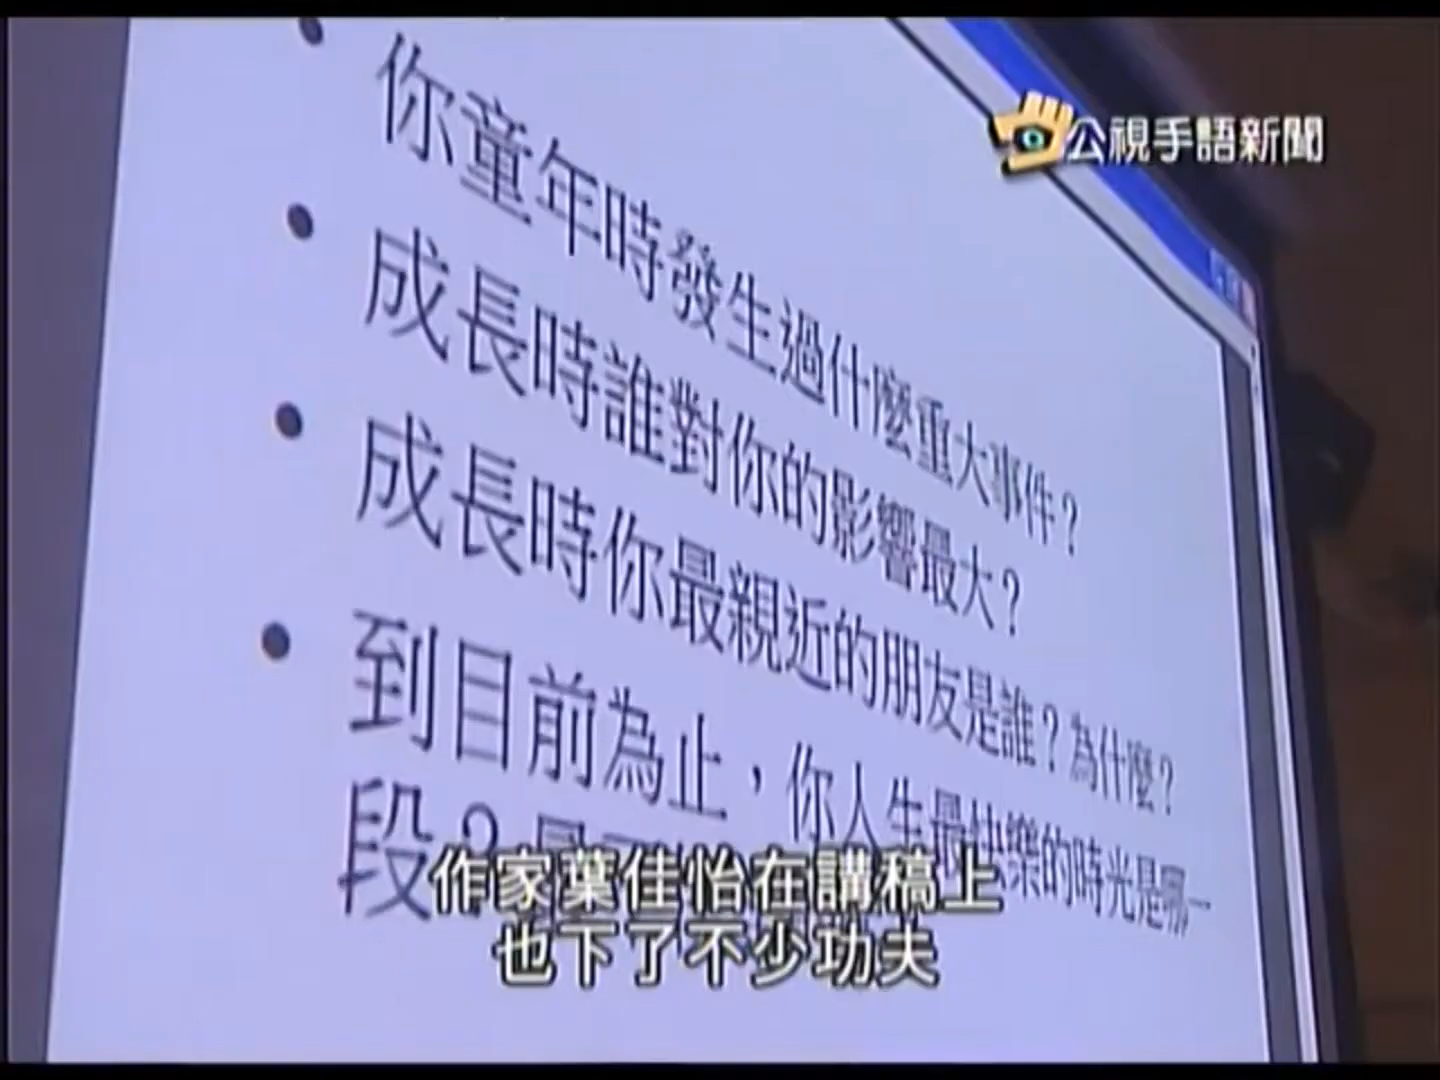 公視手語新聞
你童年時發生過什麼重大事件？
成長時誰對你的影響最大？
成長時你最親近的朋友是誰？為什麼？
到目前為止，你人生最快樂的時光是哪一
段？
作家葉佳怡在講稿上
也下了不少功夫